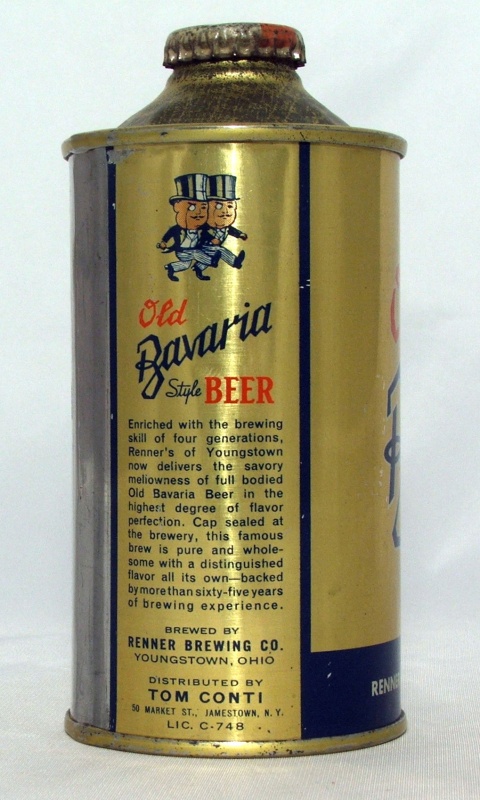 Old
Bavaria
Style BEER
Enriched with the brewing
skill of four generations,
Renner's of Youngstown
now delivers the savory
mellowness of full bodied
Old Bavaria Beer in the
highest degree of flavor
perfection. Cap sealed at
the brewery, this famous
brew is pure and whole-
some with a distinguished
flavor all its own—backed
by more than sixty-five years
of brewing experience.
BREWED BY
RENNER BREWING CO.
YOUNGSTOWN, OHIO
DISTRIBUTED BY
TOM CONTI
50 MARKET ST., JAMESTOWN, N.Y.
LIC. C-748